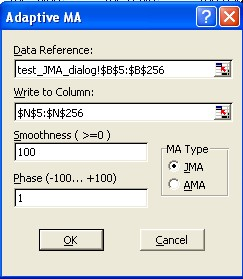 Adaptive MA
Data Reference:
test_JMA_dialog!$B$5:$B$256
Write to Column:
$N$5:$N$256
Smoothness ( >=0 )
100
Phase (-100... +100)
1
MA Type
JMA
AMA
OK
Cancel